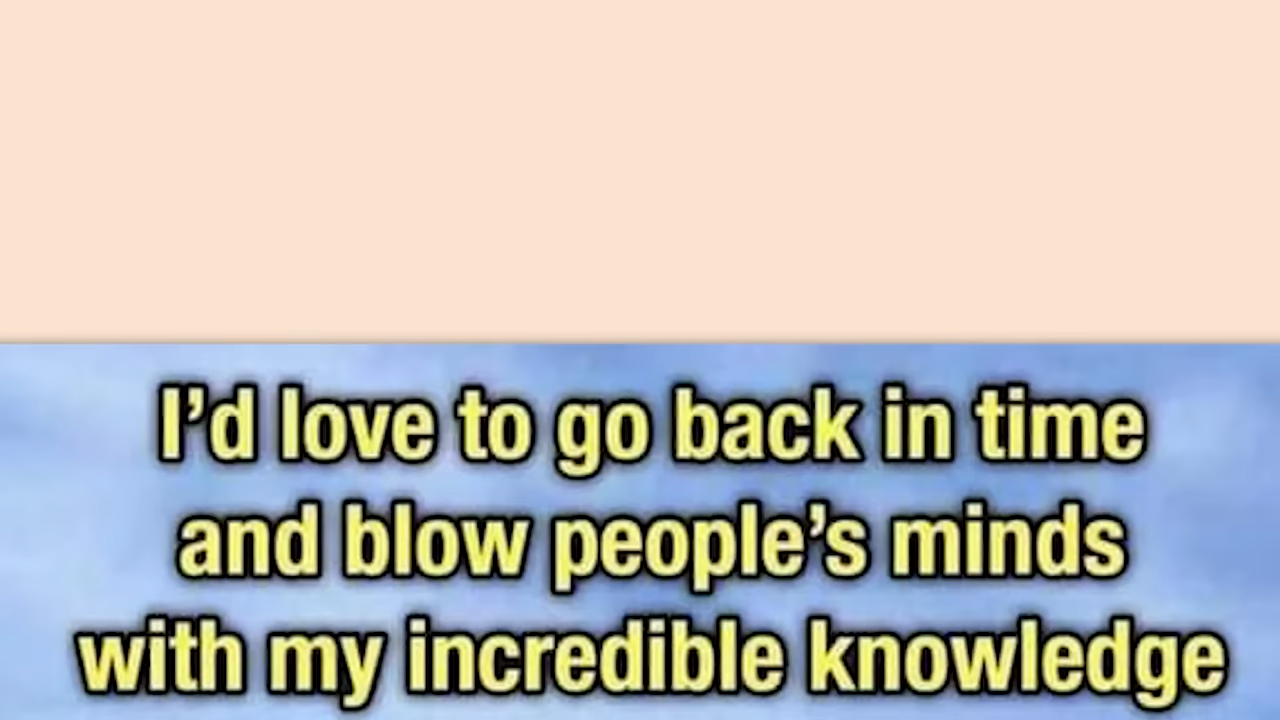 I’d love to go back in time
and blow people’s minds
with my incredible knowledge